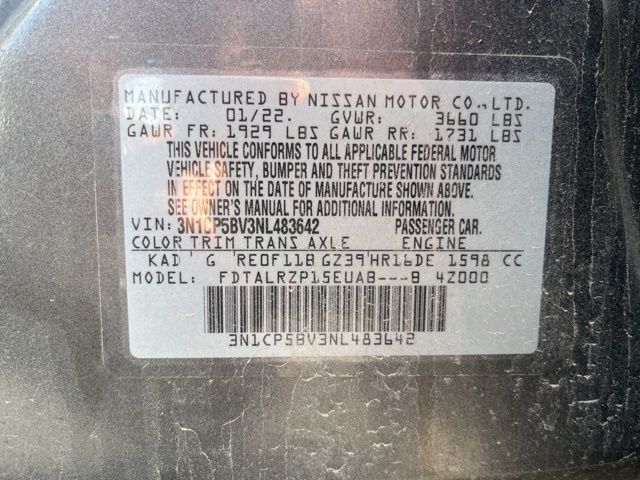 MANUFACTURED BY NISSAN MOTOR CO.,LTD.
DATE: 01/22. GVWR: 3660 LBS
GAWR FR: 1929 LBS GAWR RR: 1731 LBS
THIS VEHICLE CONFORMS TO ALL APPLICABLE FEDERAL MOTOR
VEHICLE SAFETY, BUMPER AND THEFT PREVENTION STANDARDS
IN EFFECT ON THE DATE OF MANUFACTURE SHOWN ABOVE.
SEE OWNER'S MANUAL FOR ADDITIONAL INFORMATION.
VIN: 3N1CP5BV3NL483642 PASSENGER CAR.
COLOR TRIM TRANS AXLE ENGINE
KAD ' G 'RE0F11B GZ39'HR16DE 1598 CC
MODEL: FDTALRZP15EUAB---B 4Z000
3N1CP5BV3NL483642